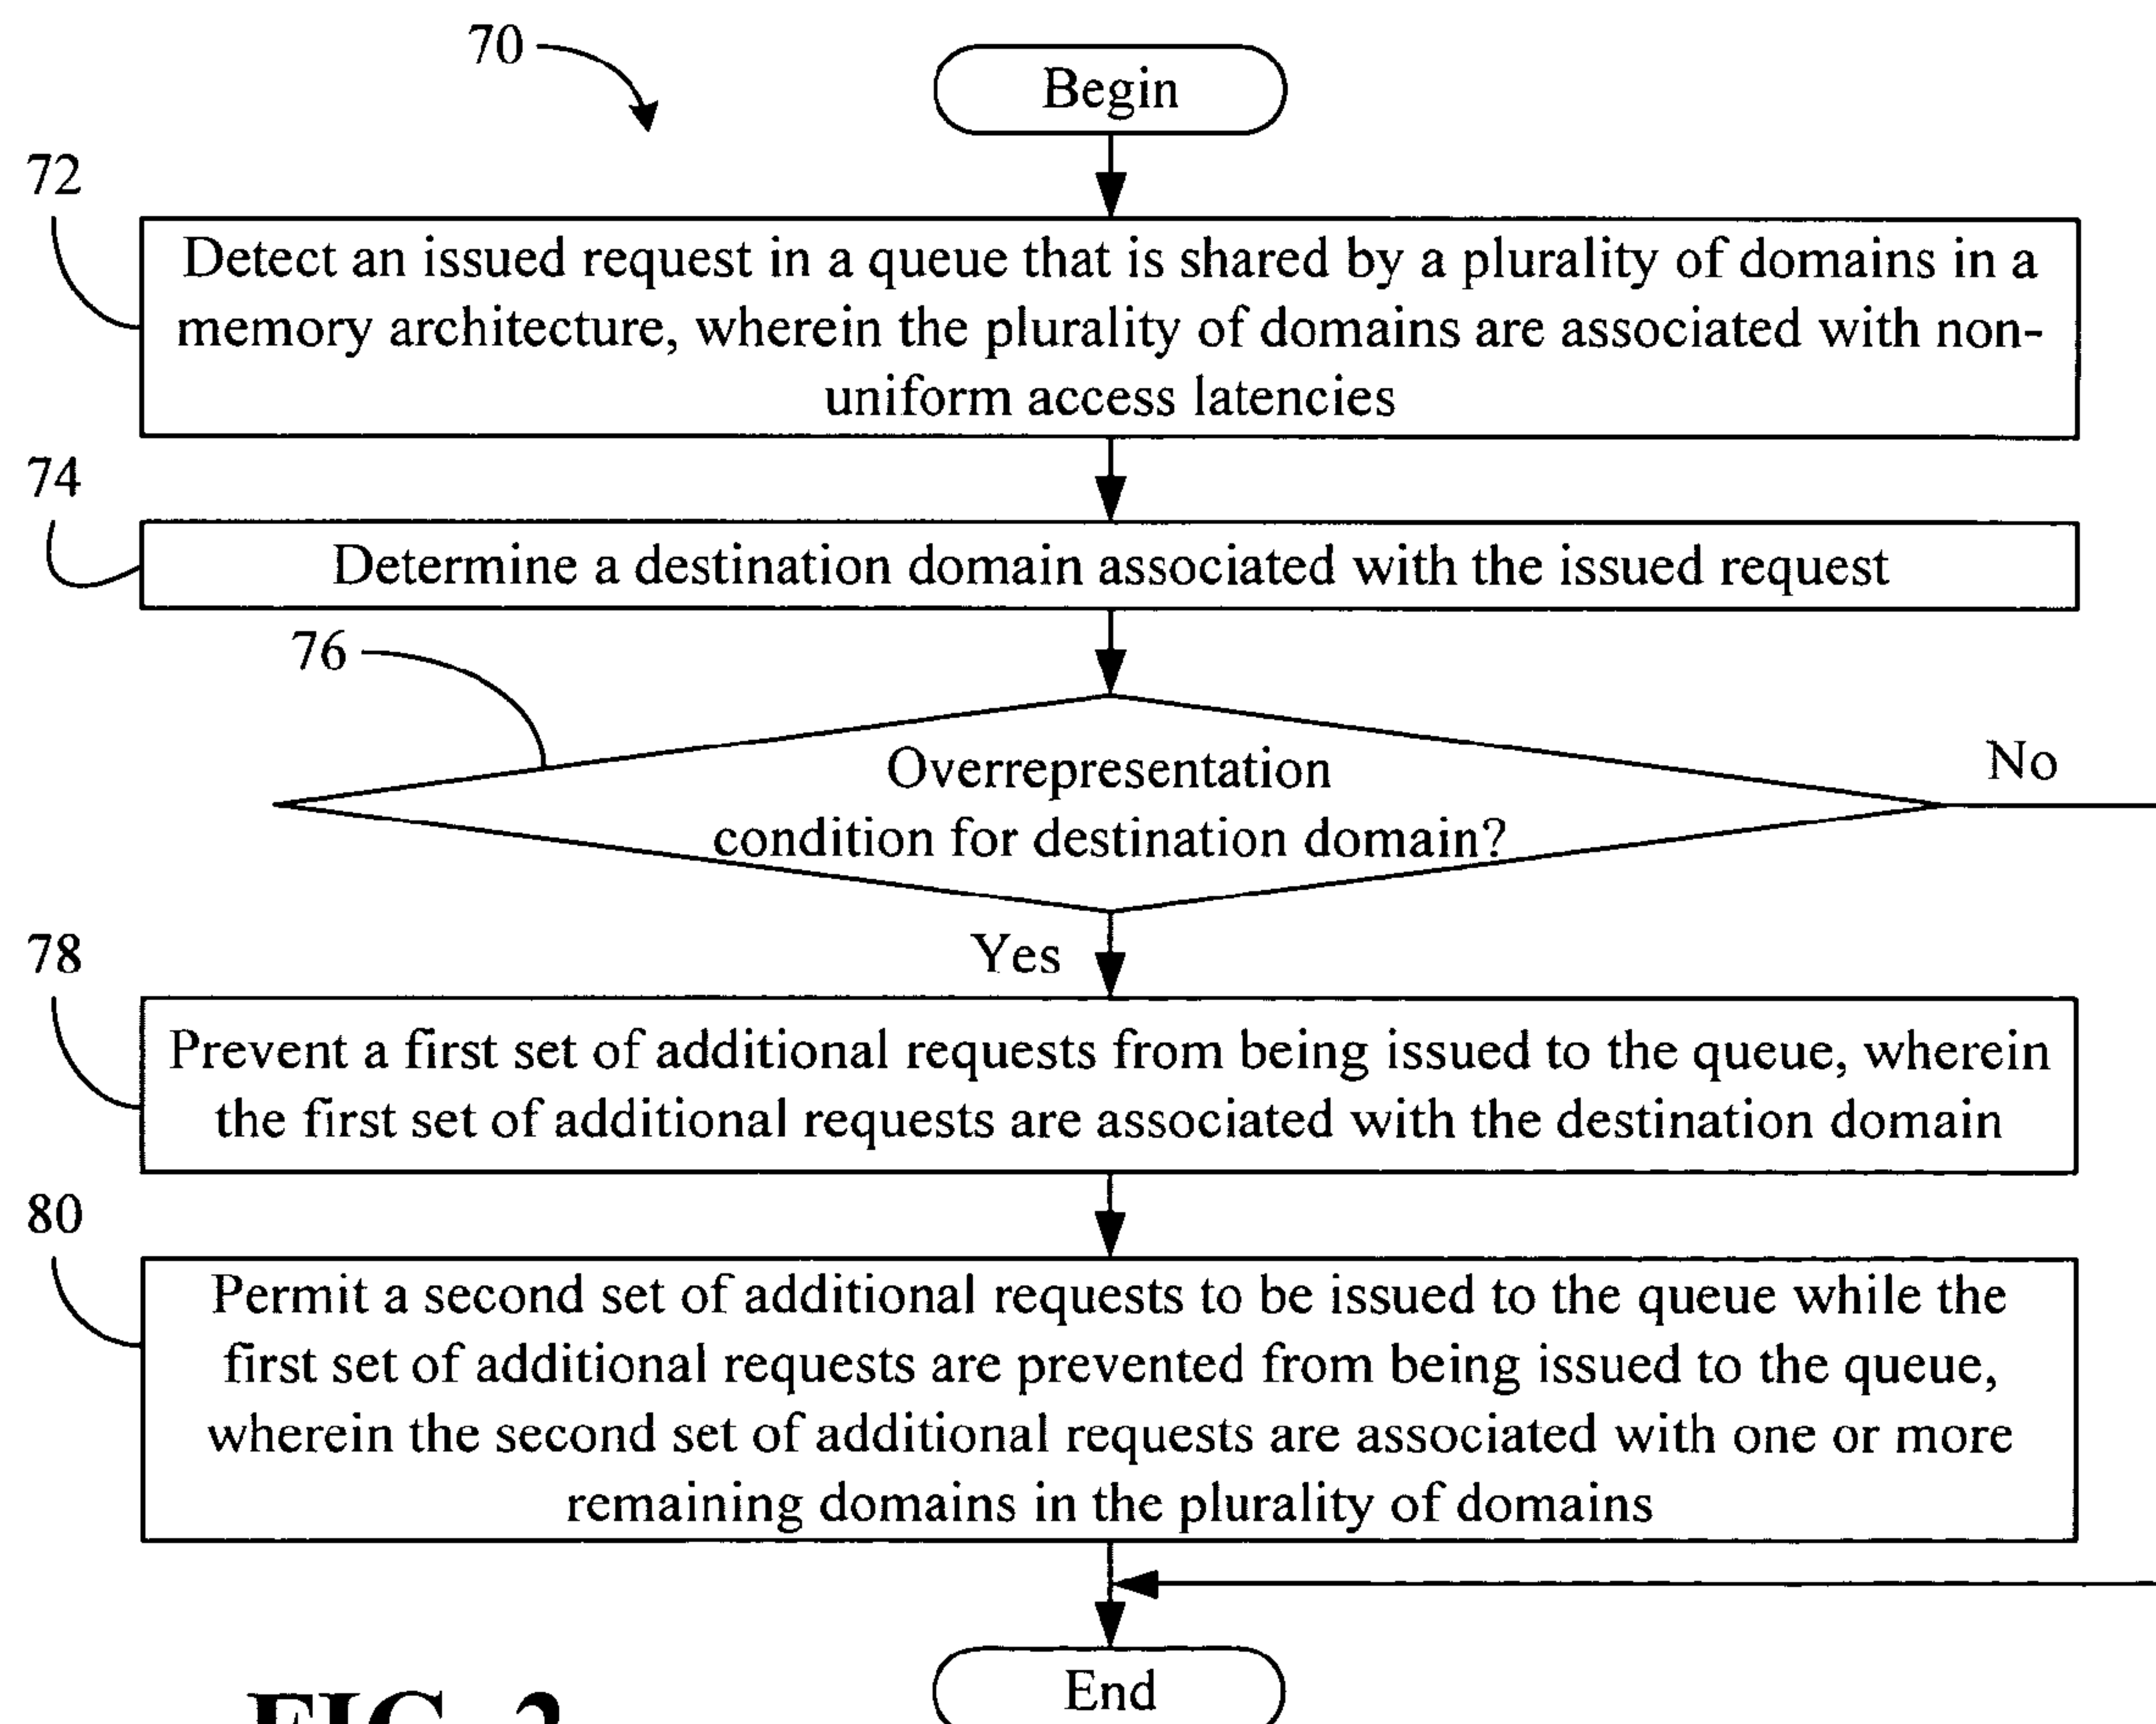 70
Begin
72
Detect an issued request in a queue that is shared by a plurality of domains in a
memory architecture, wherein the plurality of domains are associated with non-
uniform access latencies
74
Determine a destination domain associated with the issued request
76
Overrepresentation
condition for destination domain?
No
Yes
78
Prevent a first set of additional requests from being issued to the queue, wherein
the first set of additional requests are associated with the destination domain
80
Permit a second set of additional requests to be issued to the queue while the
first set of additional requests are prevented from being issued to the queue,
wherein the second set of additional requests are associated with one or more
remaining domains in the plurality of domains
End
FIG.